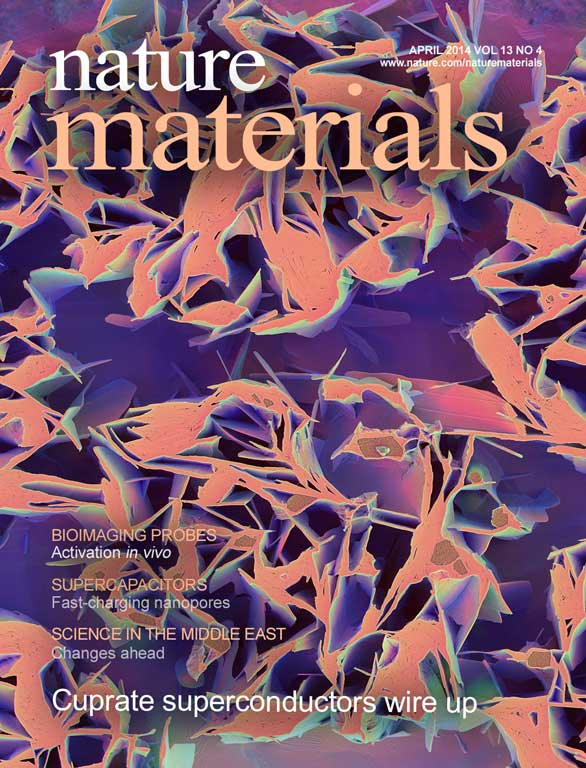 nature
materials
APRIL 2014 VOL 13 NO 4
www.nature.com/naturematerials
BIOIMAGING PROBES
Activation in vivo
SUPERCAPACITORS
Fast-charging nanopores
SCIENCE IN THE MIDDLE EAST
Changes ahead
Cuprate superconductors wire up